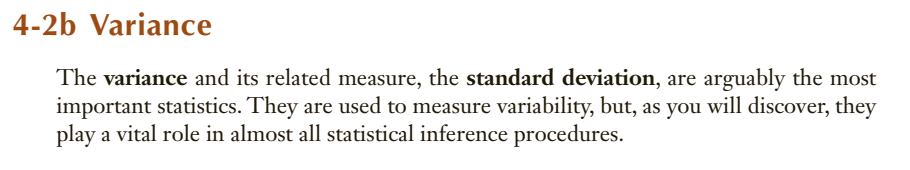 4-2b Variance
The variance and its related measure, the standard deviation, are arguably the most
important statistics. They are used to measure variability, but, as you will discover, they
play a vital role in almost all statistical inference procedures.